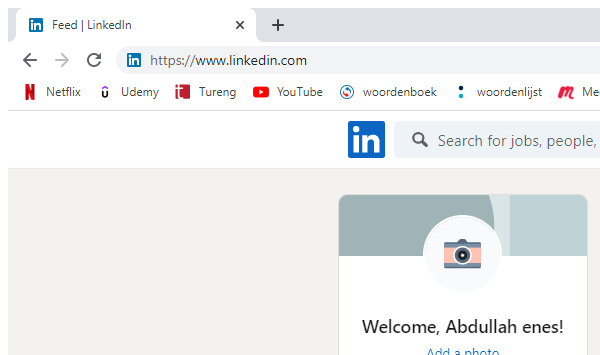 Feed | LinkedIn
https://www.linkedin.com
Netflix Udemy Tureng YouTube woordenboek woordenlijst
in Search for jobs, people,
Welcome, Abdullah enes!
Add a photo